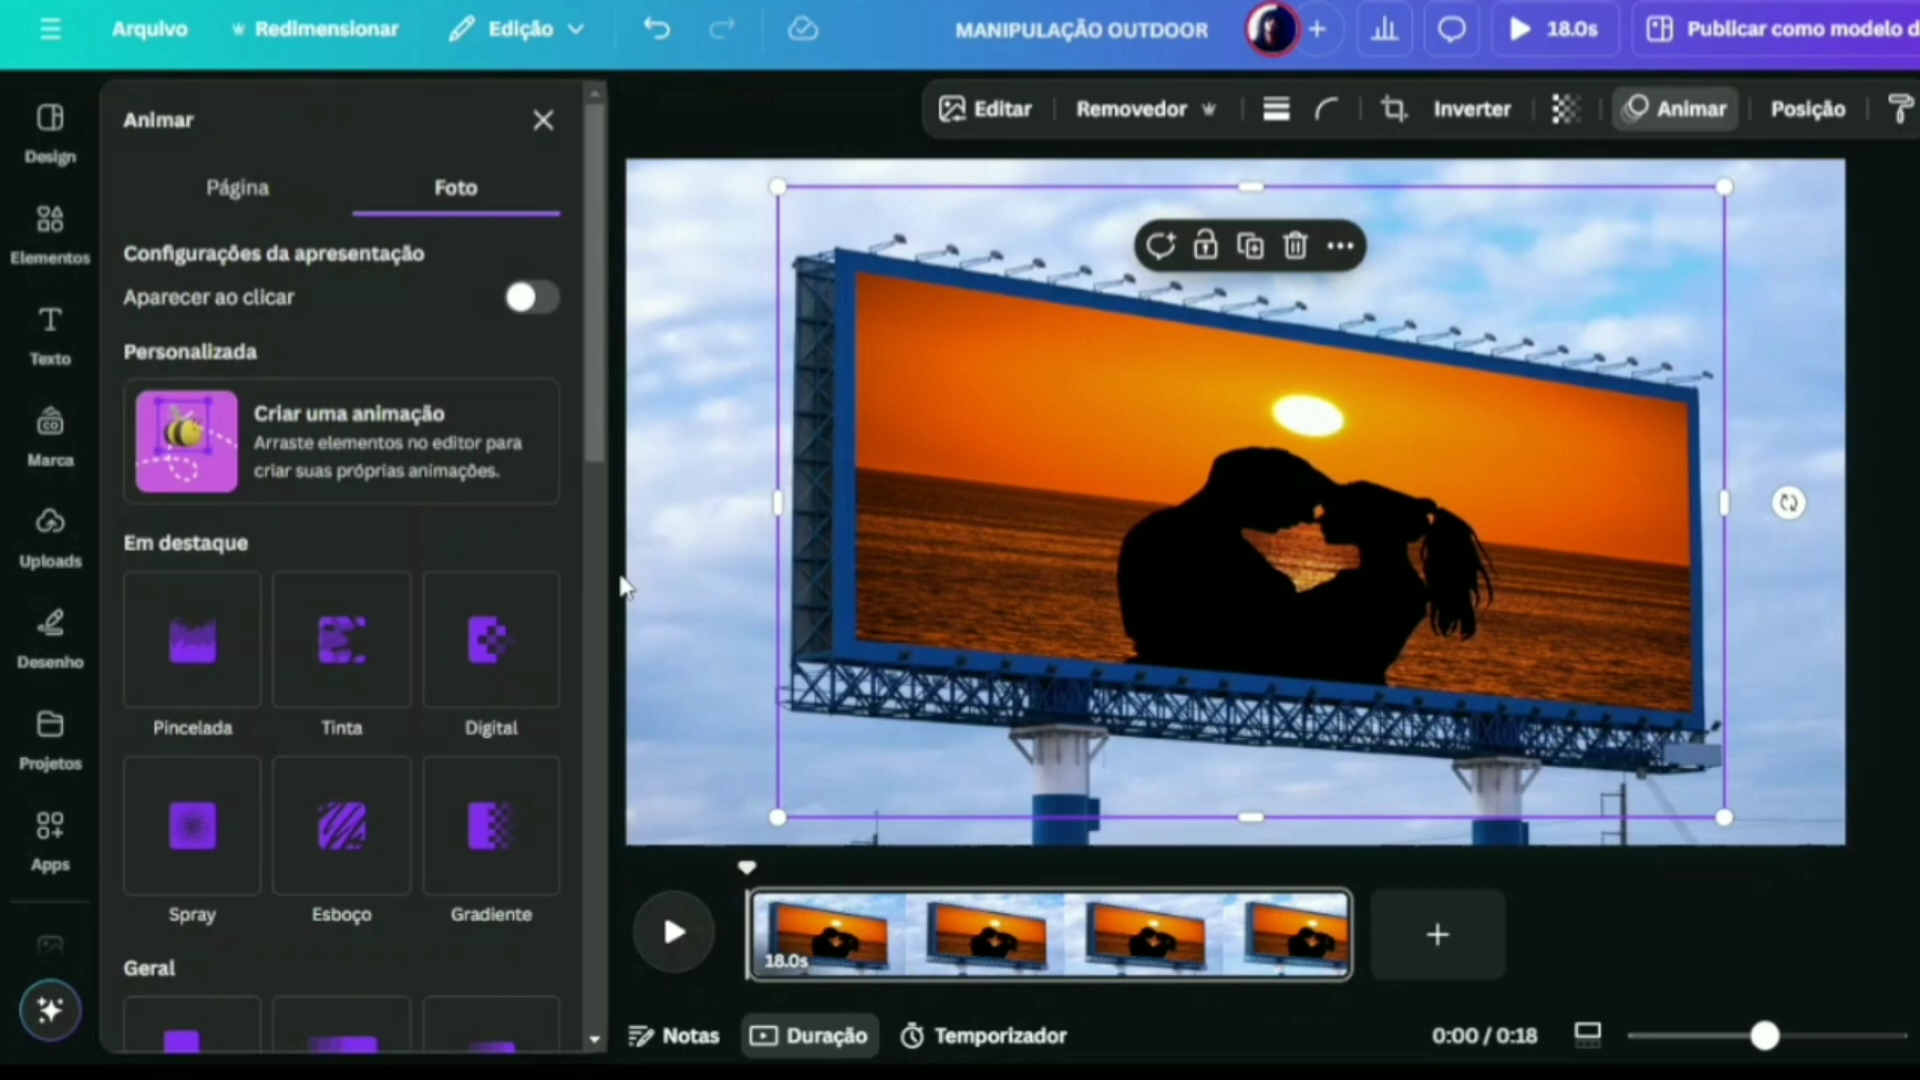 Arquivo
Redimensionar
Edição
MANIPULAÇÃO OUTDOOR
18.0s
Publicar como modelo d
Editar
Removedor
Inverter
Animar
Posição
Design
Elementos
Texto
Marca
Uploads
Desenho
Projetos
Apps
Animar
Página
Foto
Configurações da apresentação
Aparecer ao clicar
Personalizada
Criar uma animação
Arraste elementos no editor para
criar suas próprias animações.
Em destaque
Pincelada
Tinta
Digital
Spray
Esboço
Gradiente
Geral
18.0s
Notas
Duração
Temporizador
0:00 / 0:18